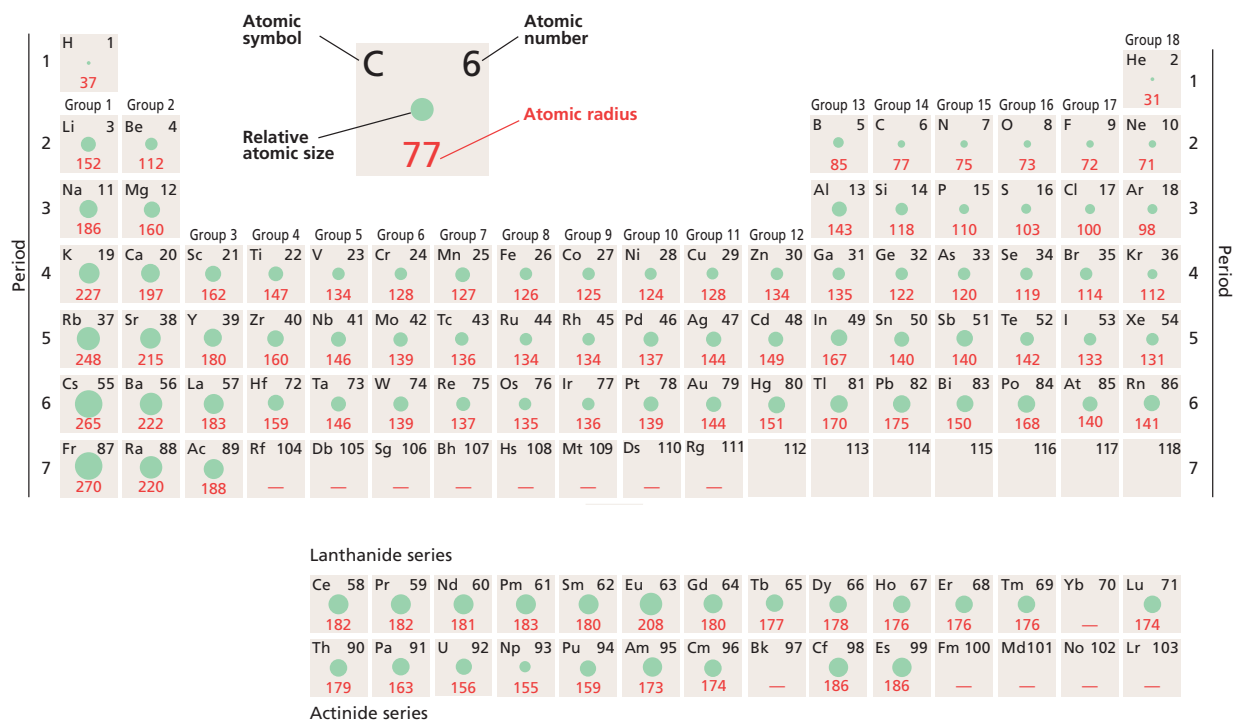 Atomic symbol
Atomic number
C 6
Relative atomic size
Atomic radius
77
Period
Period
Group 18
1 H 1 He 2 1
37 31
Group 1 Group 2 Group 13 Group 14 Group 15 Group 16 Group 17
2 Li 3 Be 4 B 5 C 6 N 7 O 8 F 9 Ne 10 2
152 112 85 77 75 73 72 71
3 Na 11 Mg 12 Al 13 Si 14 P 15 S 16 Cl 17 Ar 18 3
186 160 143 118 110 103 100 98
Group 3 Group 4 Group 5 Group 6 Group 7 Group 8 Group 9 Group 10 Group 11 Group 12
4 K 19 Ca 20 Sc 21 Ti 22 V 23 Cr 24 Mn 25 Fe 26 Co 27 Ni 28 Cu 29 Zn 30 Ga 31 Ge 32 As 33 Se 34 Br 35 Kr 36 4
227 197 162 147 134 128 127 126 125 124 128 134 135 122 120 119 114 112
5 Rb 37 Sr 38 Y 39 Zr 40 Nb 41 Mo 42 Tc 43 Ru 44 Rh 45 Pd 46 Ag 47 Cd 48 In 49 Sn 50 Sb 51 Te 52 I 53 Xe 54 5
248 215 180 160 146 139 136 134 134 137 144 149 167 140 140 142 133 131
6 Cs 55 Ba 56 La 57 Hf 72 Ta 73 W 74 Re 75 Os 76 Ir 77 Pt 78 Au 79 Hg 80 Tl 81 Pb 82 Bi 83 Po 84 At 85 Rn 86 6
265 222 183 159 146 139 137 135 136 139 144 151 170 175 150 168 140 141
7 Fr 87 Ra 88 Ac 89 Rf 104 Db 105 Sg 106 Bh 107 Hs 108 Mt 109 Ds 110 Rg 111 112 113 114 115 116 117 118 7
270 220 188 — — — — — — — —
Lanthanide series
Ce 58 Pr 59 Nd 60 Pm 61 Sm 62 Eu 63 Gd 64 Tb 65 Dy 66 Ho 67 Er 68 Tm 69 Yb 70 Lu 71
182 182 181 183 180 208 180 177 178 176 176 176 — 174
Th 90 Pa 91 U 92 Np 93 Pu 94 Am 95 Cm 96 Bk 97 Cf 98 Es 99 Fm 100 Md101 No 102 Lr 103
179 163 156 155 159 173 174 — 186 186 — — — —
Actinide series